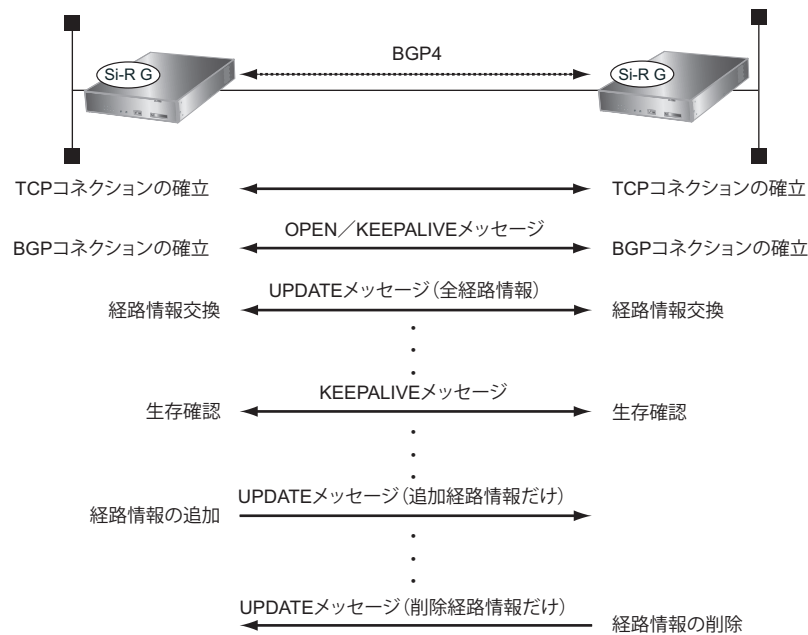 BGP4
Si-R G
Si-R G
TCPコネクションの確立
TCPコネクションの確立
OPEN／KEEPALIVEメッセージ
BGPコネクションの確立
BGPコネクションの確立
UPDATEメッセージ（全経路情報）
経路情報交換
経路情報交換
KEEPALIVEメッセージ
生存確認
生存確認
UPDATEメッセージ（追加経路情報だけ）
経路情報の追加
UPDATEメッセージ（削除経路情報だけ）
経路情報の削除